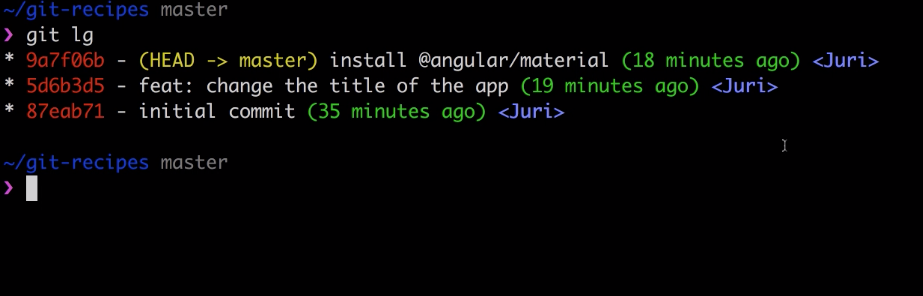 ~/git-recipes master
❯ git lg
* 9a7f06b - (HEAD -> master) install @angular/material (18 minutes ago) <Juri>
* 5d6b3d5 - feat: change the title of the app (19 minutes ago) <Juri>
* 87eab71 - initial commit (35 minutes ago) <Juri>
~/git-recipes master
❯